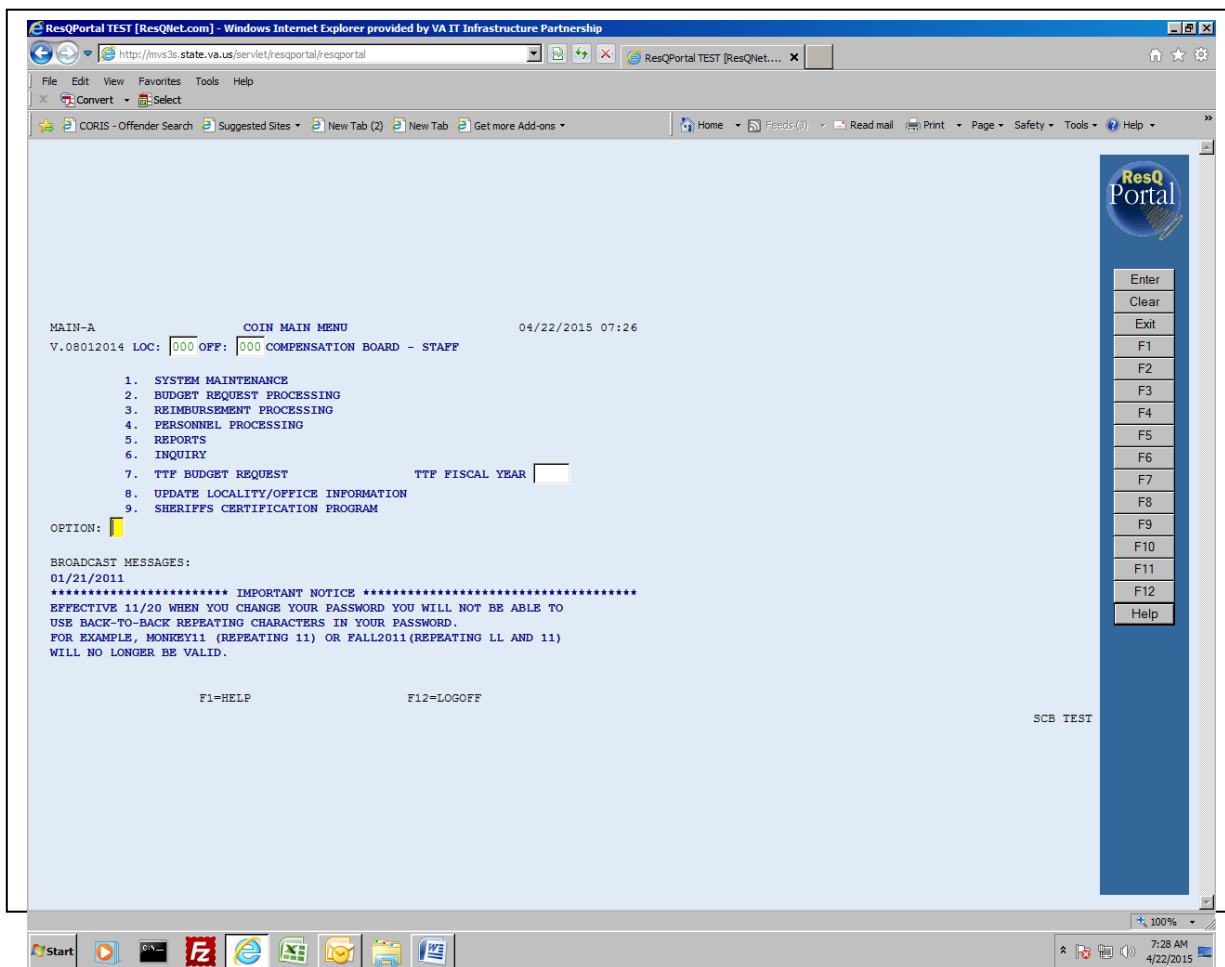 ResQPortal TEST [ResQNet.com] - Windows Internet Explorer provided by VA IT Infrastructure Partnership
http://mvs3s.state.va.us/servlet/resqportal/resqportal
ResQPortal TEST [ResQNet....
File Edit View Favorites Tools Help
Convert Select
CORIS - Offender Search Suggested Sites New Tab (2) New Tab Get more Add-ons Home Feeds (J) Read mail Print Page Safety Tools Help
ResQ
Portal
Enter
Clear
Exit
F1
F2
F3
F4
F5
F6
F7
F8
F9
F10
F11
F12
Help
MAIN-A COIN MAIN MENU 04/22/2015 07:26
V.08012014 LOC: 000 OFF: 000 COMPENSATION BOARD - STAFF
1. SYSTEM MAINTENANCE
2. BUDGET REQUEST PROCESSING
3. REIMBURSEMENT PROCESSING
4. PERSONNEL PROCESSING
5. REPORTS
6. INQUIRY
7. TTF BUDGET REQUEST TTF FISCAL YEAR
8. UPDATE LOCALITY/OFFICE INFORMATION
9. SHERIFFS CERTIFICATION PROGRAM
OPTION:
BROADCAST MESSAGES:
01/21/2011
************************ IMPORTANT NOTICE *************************************
EFFECTIVE 11/20 WHEN YOU CHANGE YOUR PASSWORD YOU WILL NOT BE ABLE TO
USE BACK-TO-BACK REPEATING CHARACTERS IN YOUR PASSWORD.
FOR EXAMPLE, MONKEY11 (REPEATING 11) OR FALL2011(REPEATING LL AND 11)
WILL NO LONGER BE VALID.
F1=HELP F12=LOGOFF
SCB TEST
100%
Start
7:28 AM
4/22/2015